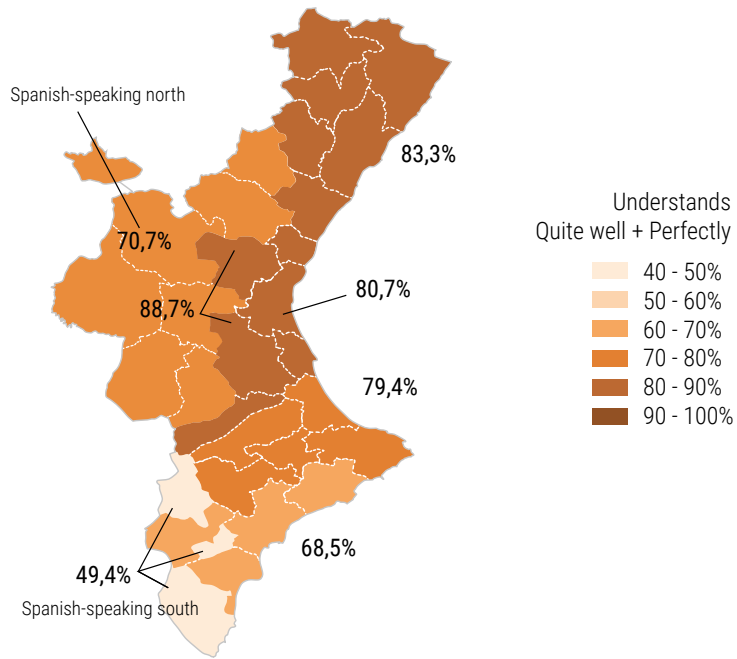 Spanish-speaking north
83,3%
Understands
Quite well + Perfectly
70,7%
40 - 50%
80,7%
50 - 60%
88,7%
60 - 70%
70 - 80%
79,4%
80 - 90%
90 - 100%
68,5%
49,4%
Spanish-speaking south